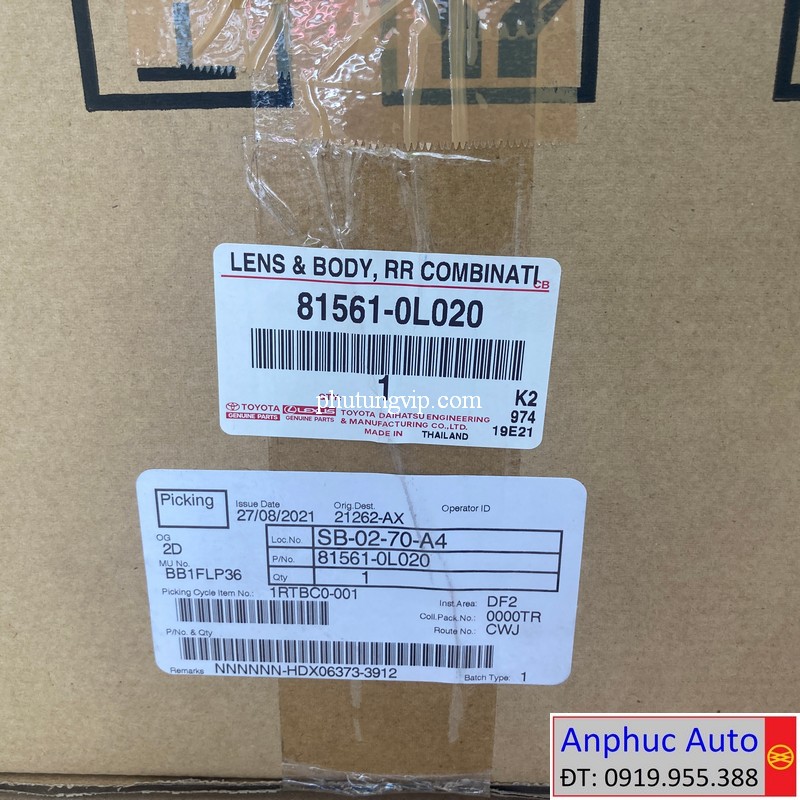 LENS & BODY, RR COMBINATI
CB
81561-0L020
1
K2
974
19E21
phutungvip.com
TOYOTA
GENUINE PARTS
LEXUS
GENUINE PARTS
TOYOTA DAIHATSU ENGINEERING
& MANUFACTURING CO.,LTD.
MADE IN THAILAND
Picking
Issue Date
27/08/2021
Orig.Dest.
21262-AX
Operator ID
OG
2D
Loc.No SB-02-70-A4
P/No. 81561-0L020
Qty 1
MU No.
BB1FLP36
Picking Cycle Item No.: 1RTBC0-001
Inst.Area: DF2
Coll.Pack.No.: 0000TR
Route No.: CWJ
P/No. & Qty
Remarks NNNNNN-HDX06373-3912
Batch Type: 1
Anphuc Auto
ĐT: 0919.955.388